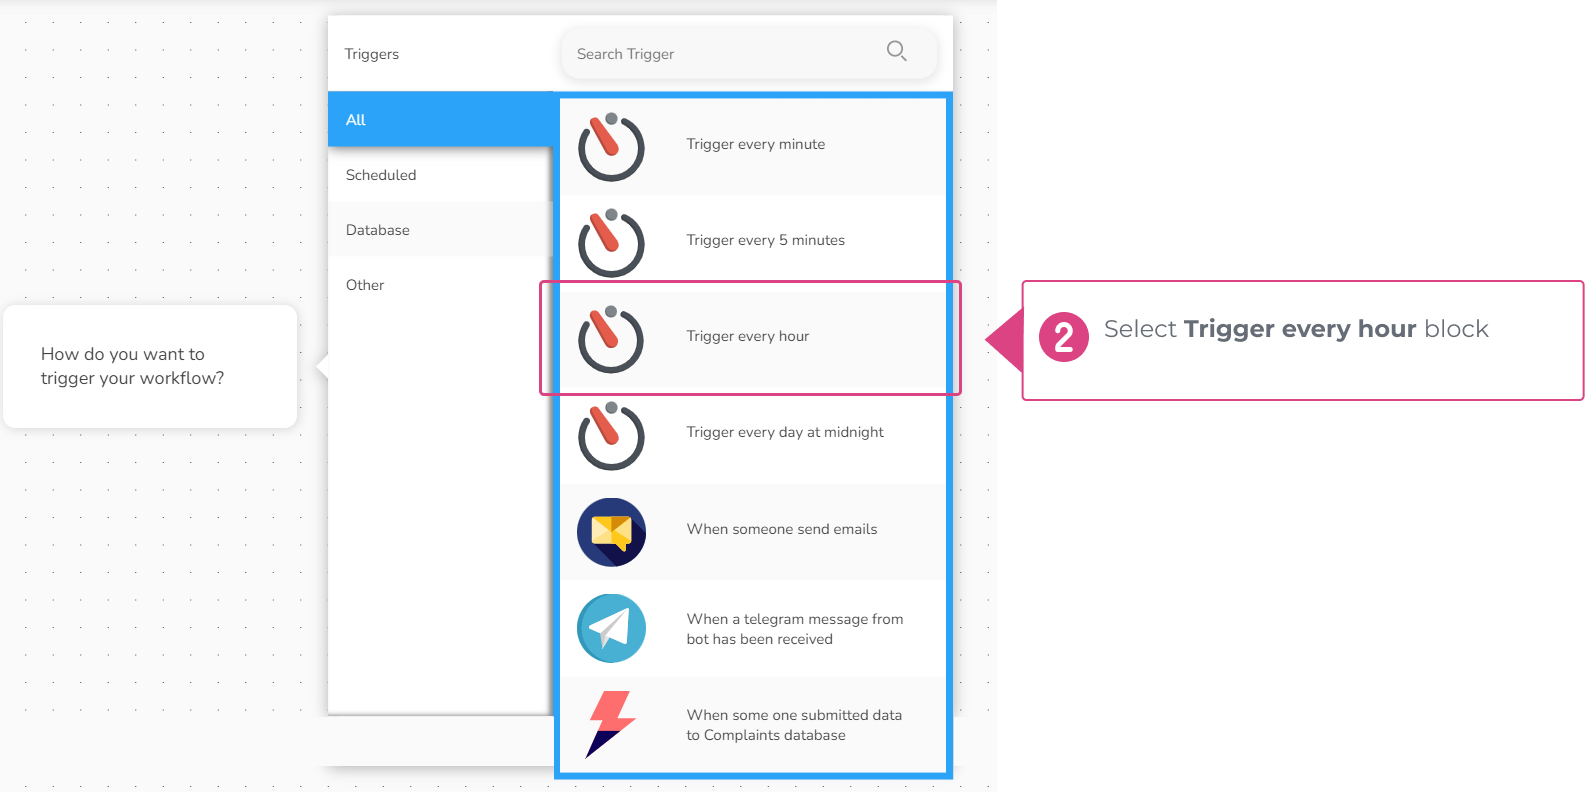 Triggers
Search Trigger
All
Scheduled
Database
Other
How do you want to
trigger your workflow?
Trigger every minute
Trigger every 5 minutes
Trigger every hour
Trigger every day at midnight
When someone send emails
When a telegram message from
bot has been received
When some one submitted data
to Complaints database
2
Select Trigger every hour block